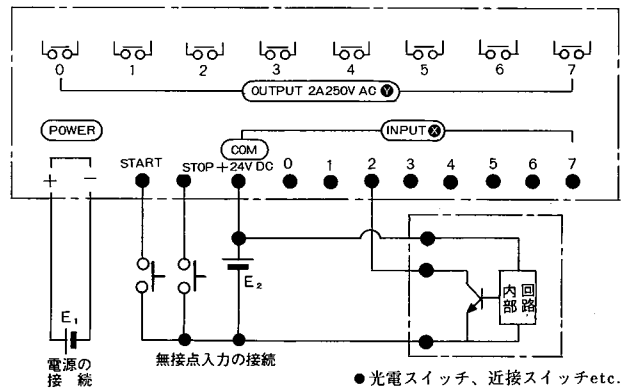 0 1 2 3 4 5 6 7
OUTPUT 2A250V AC Y
POWER
INPUT X
COM
START
STOP +24V DC 0 1 2 3 4 5 6 7
+ −
E2
内部
回路
E1
電源の
接続
無接点入力の接続
●光電スイッチ、近接スイッチetc.